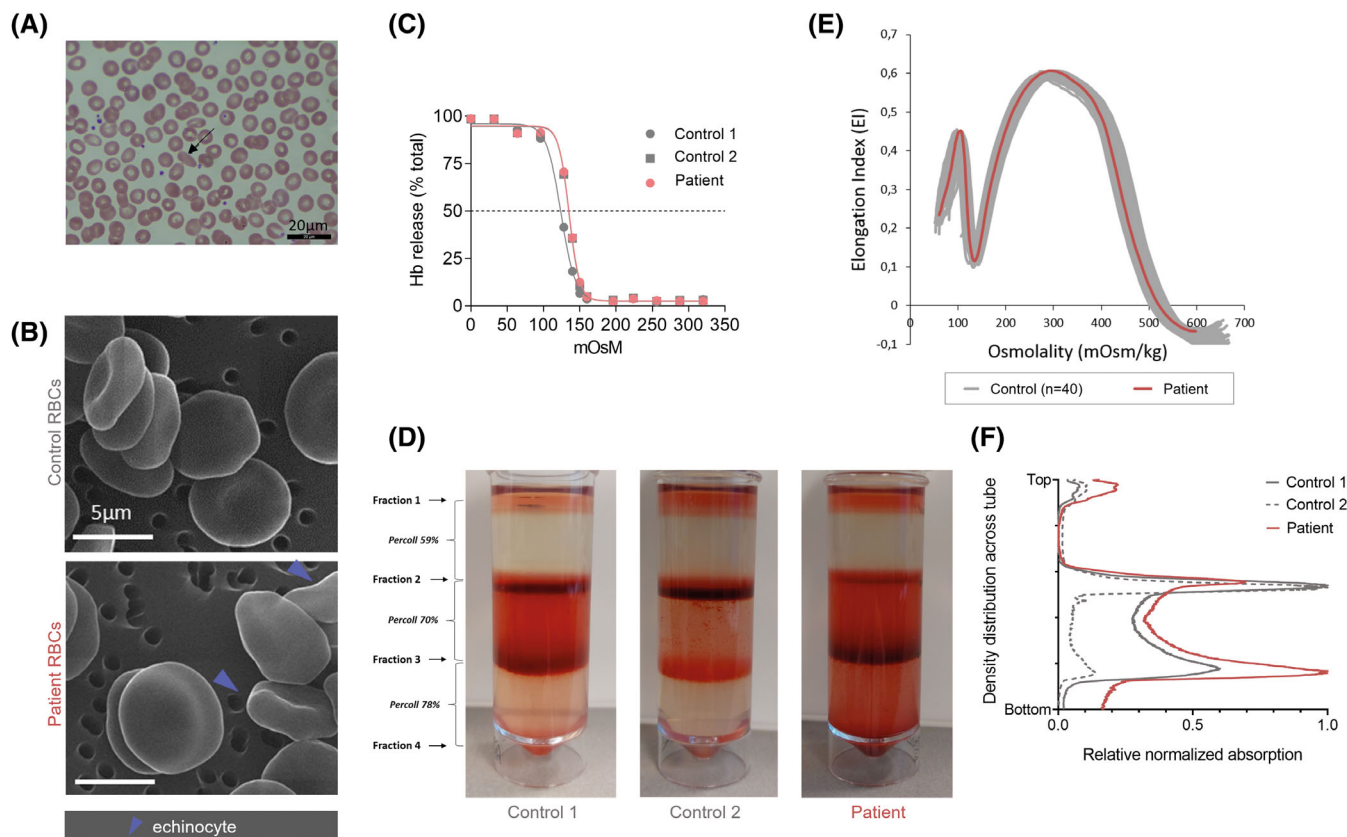 (A)
20μm
20 μm
(B)
Control RBCs
5μm
Patient RBCs
echinocyte
(C)
Hb release (% total)
100
75
50
25
0
0 50 100 150 200 250 300 350
mOsM
Control 1
Control 2
Patient
(D)
Fraction 1
Percoll 59%
Fraction 2
Percoll 70%
Fraction 3
Percoll 78%
Fraction 4
Control 1
Control 2
Patient
(E)
Elongation Index (EI)
0,7
0,6
0,5
0,4
0,3
0,2
0,1
0
-0,1
0 100 200 300 400 500 600 700
Osmolality (mOsm/kg)
Control (n=40) Patient
(F)
Density distribution across tube
Top
Bottom
0.0 0.5 1.0
Relative normalized absorption
Control 1
Control 2
Patient